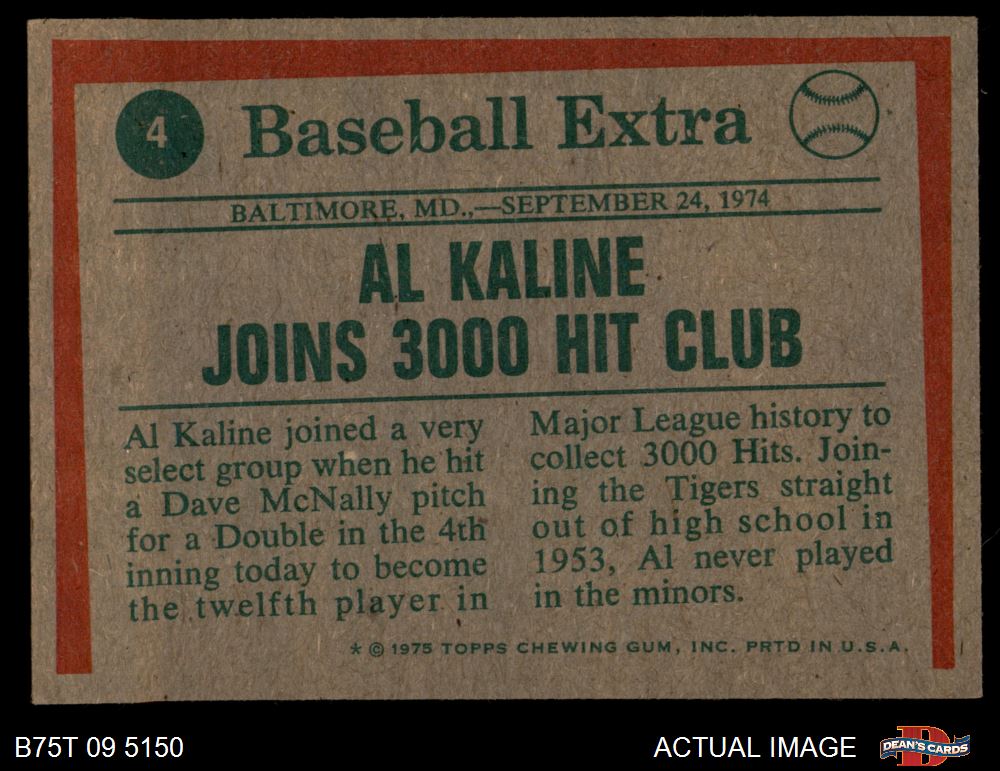 4
Baseball Extra
BALTIMORE, MD.,—SEPTEMBER 24, 1974
AL KALINE
JOINS 3000 HIT CLUB
Al Kaline joined a very
select group when he hit
a Dave McNally pitch
for a Double in the 4th
inning today to become
the twelfth player in
Major League history to
collect 3000 Hits. Join-
ing the Tigers straight
out of high school in
1953, Al never played
in the minors.
* © 1975 TOPPS CHEWING GUM, INC. PRTD IN U.S.A.
B75T 09 5150
ACTUAL IMAGE
D
DEAN'S CARDS